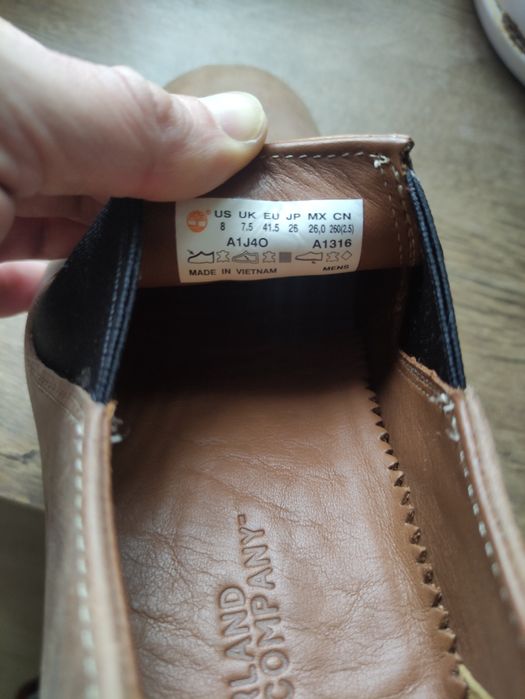 US UK EU JP MX CN
8 7.5 41.5 26 26,0 260(2.5)
A1J4O A1316
MADE IN VIETNAM MENS
RLAND
COMPANY